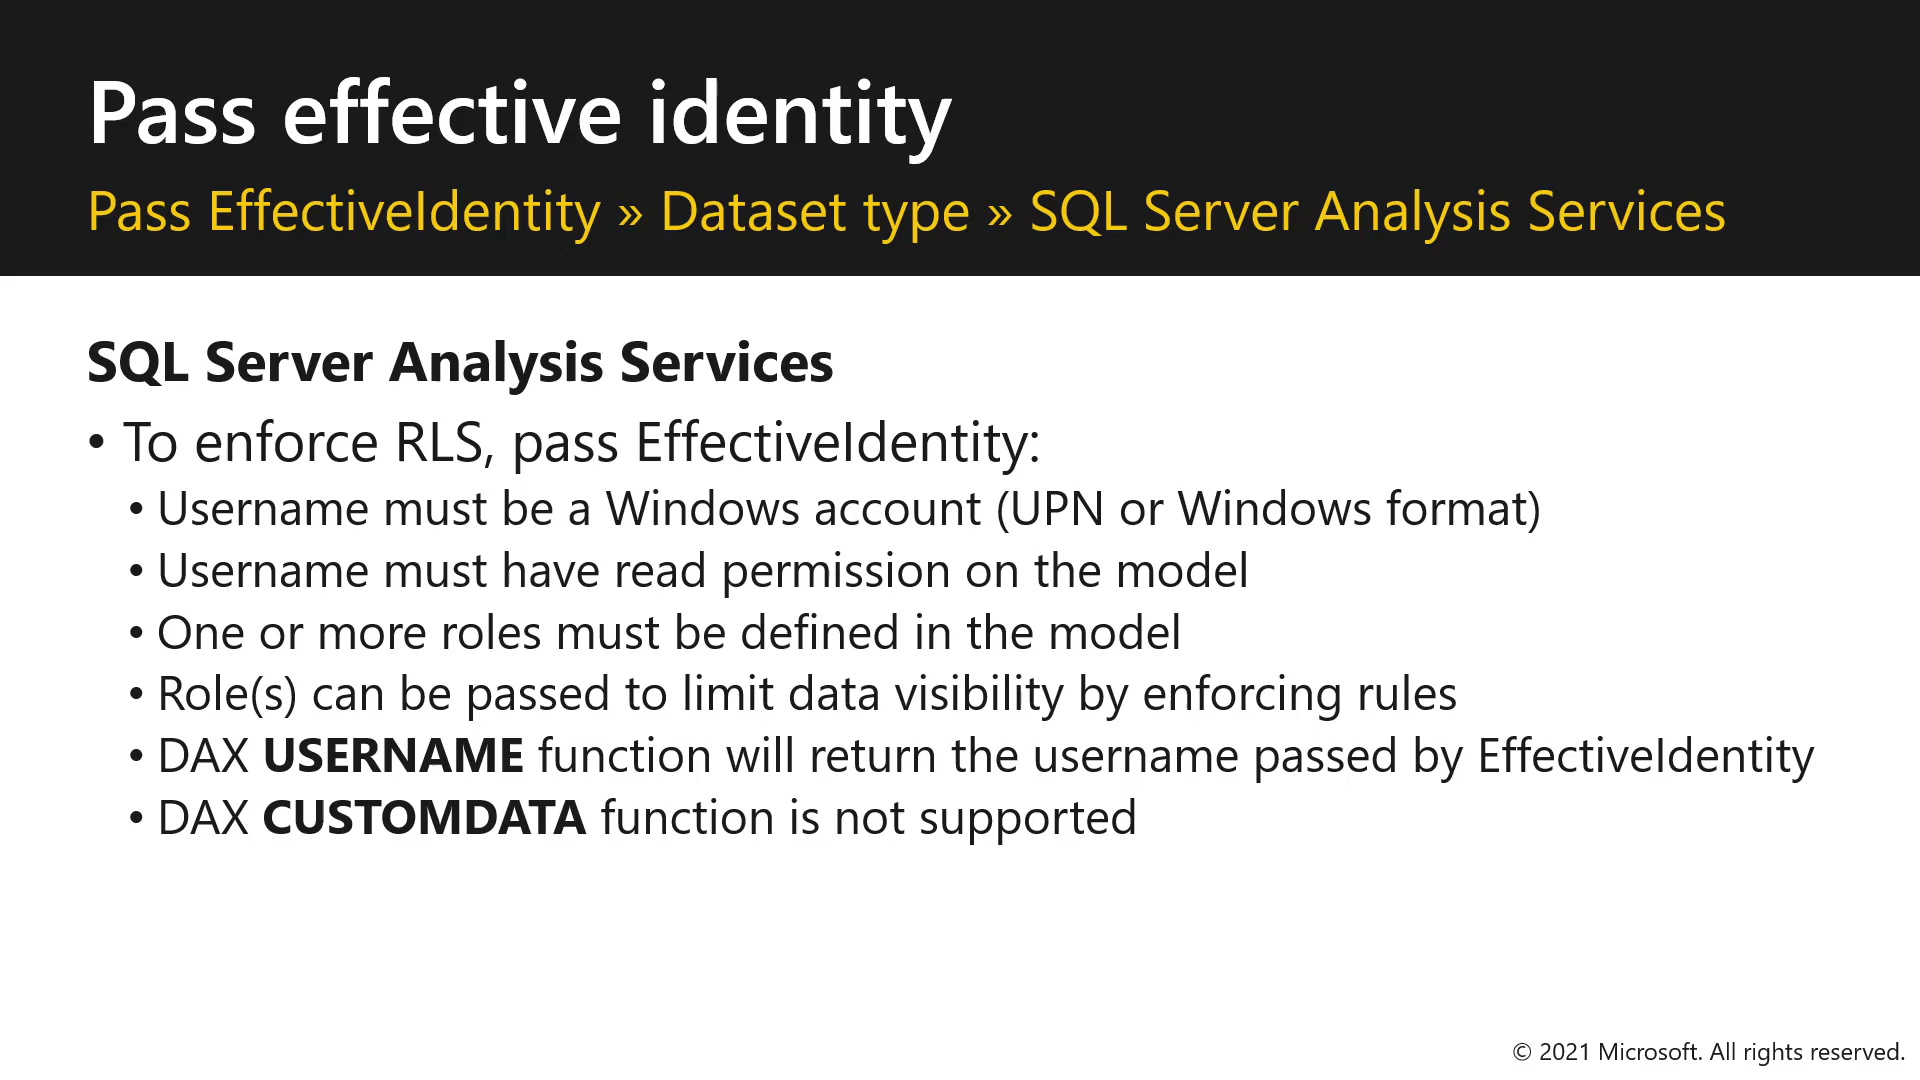 Pass effective identity
Pass EffectiveIdentity » Dataset type » SQL Server Analysis Services
SQL Server Analysis Services
• To enforce RLS, pass EffectiveIdentity:
• Username must be a Windows account (UPN or Windows format)
• Username must have read permission on the model
• One or more roles must be defined in the model
• Role(s) can be passed to limit data visibility by enforcing rules
• DAX USERNAME function will return the username passed by EffectiveIdentity
• DAX CUSTOMDATA function is not supported
© 2021 Microsoft. All rights reserved.